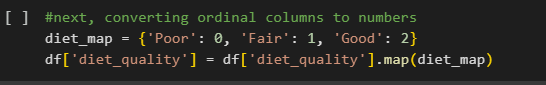 [ ] #next, converting ordinal columns to numbers
diet_map = {'Poor': 0, 'Fair': 1, 'Good': 2}
df['diet_quality'] = df['diet_quality'].map(diet_map)